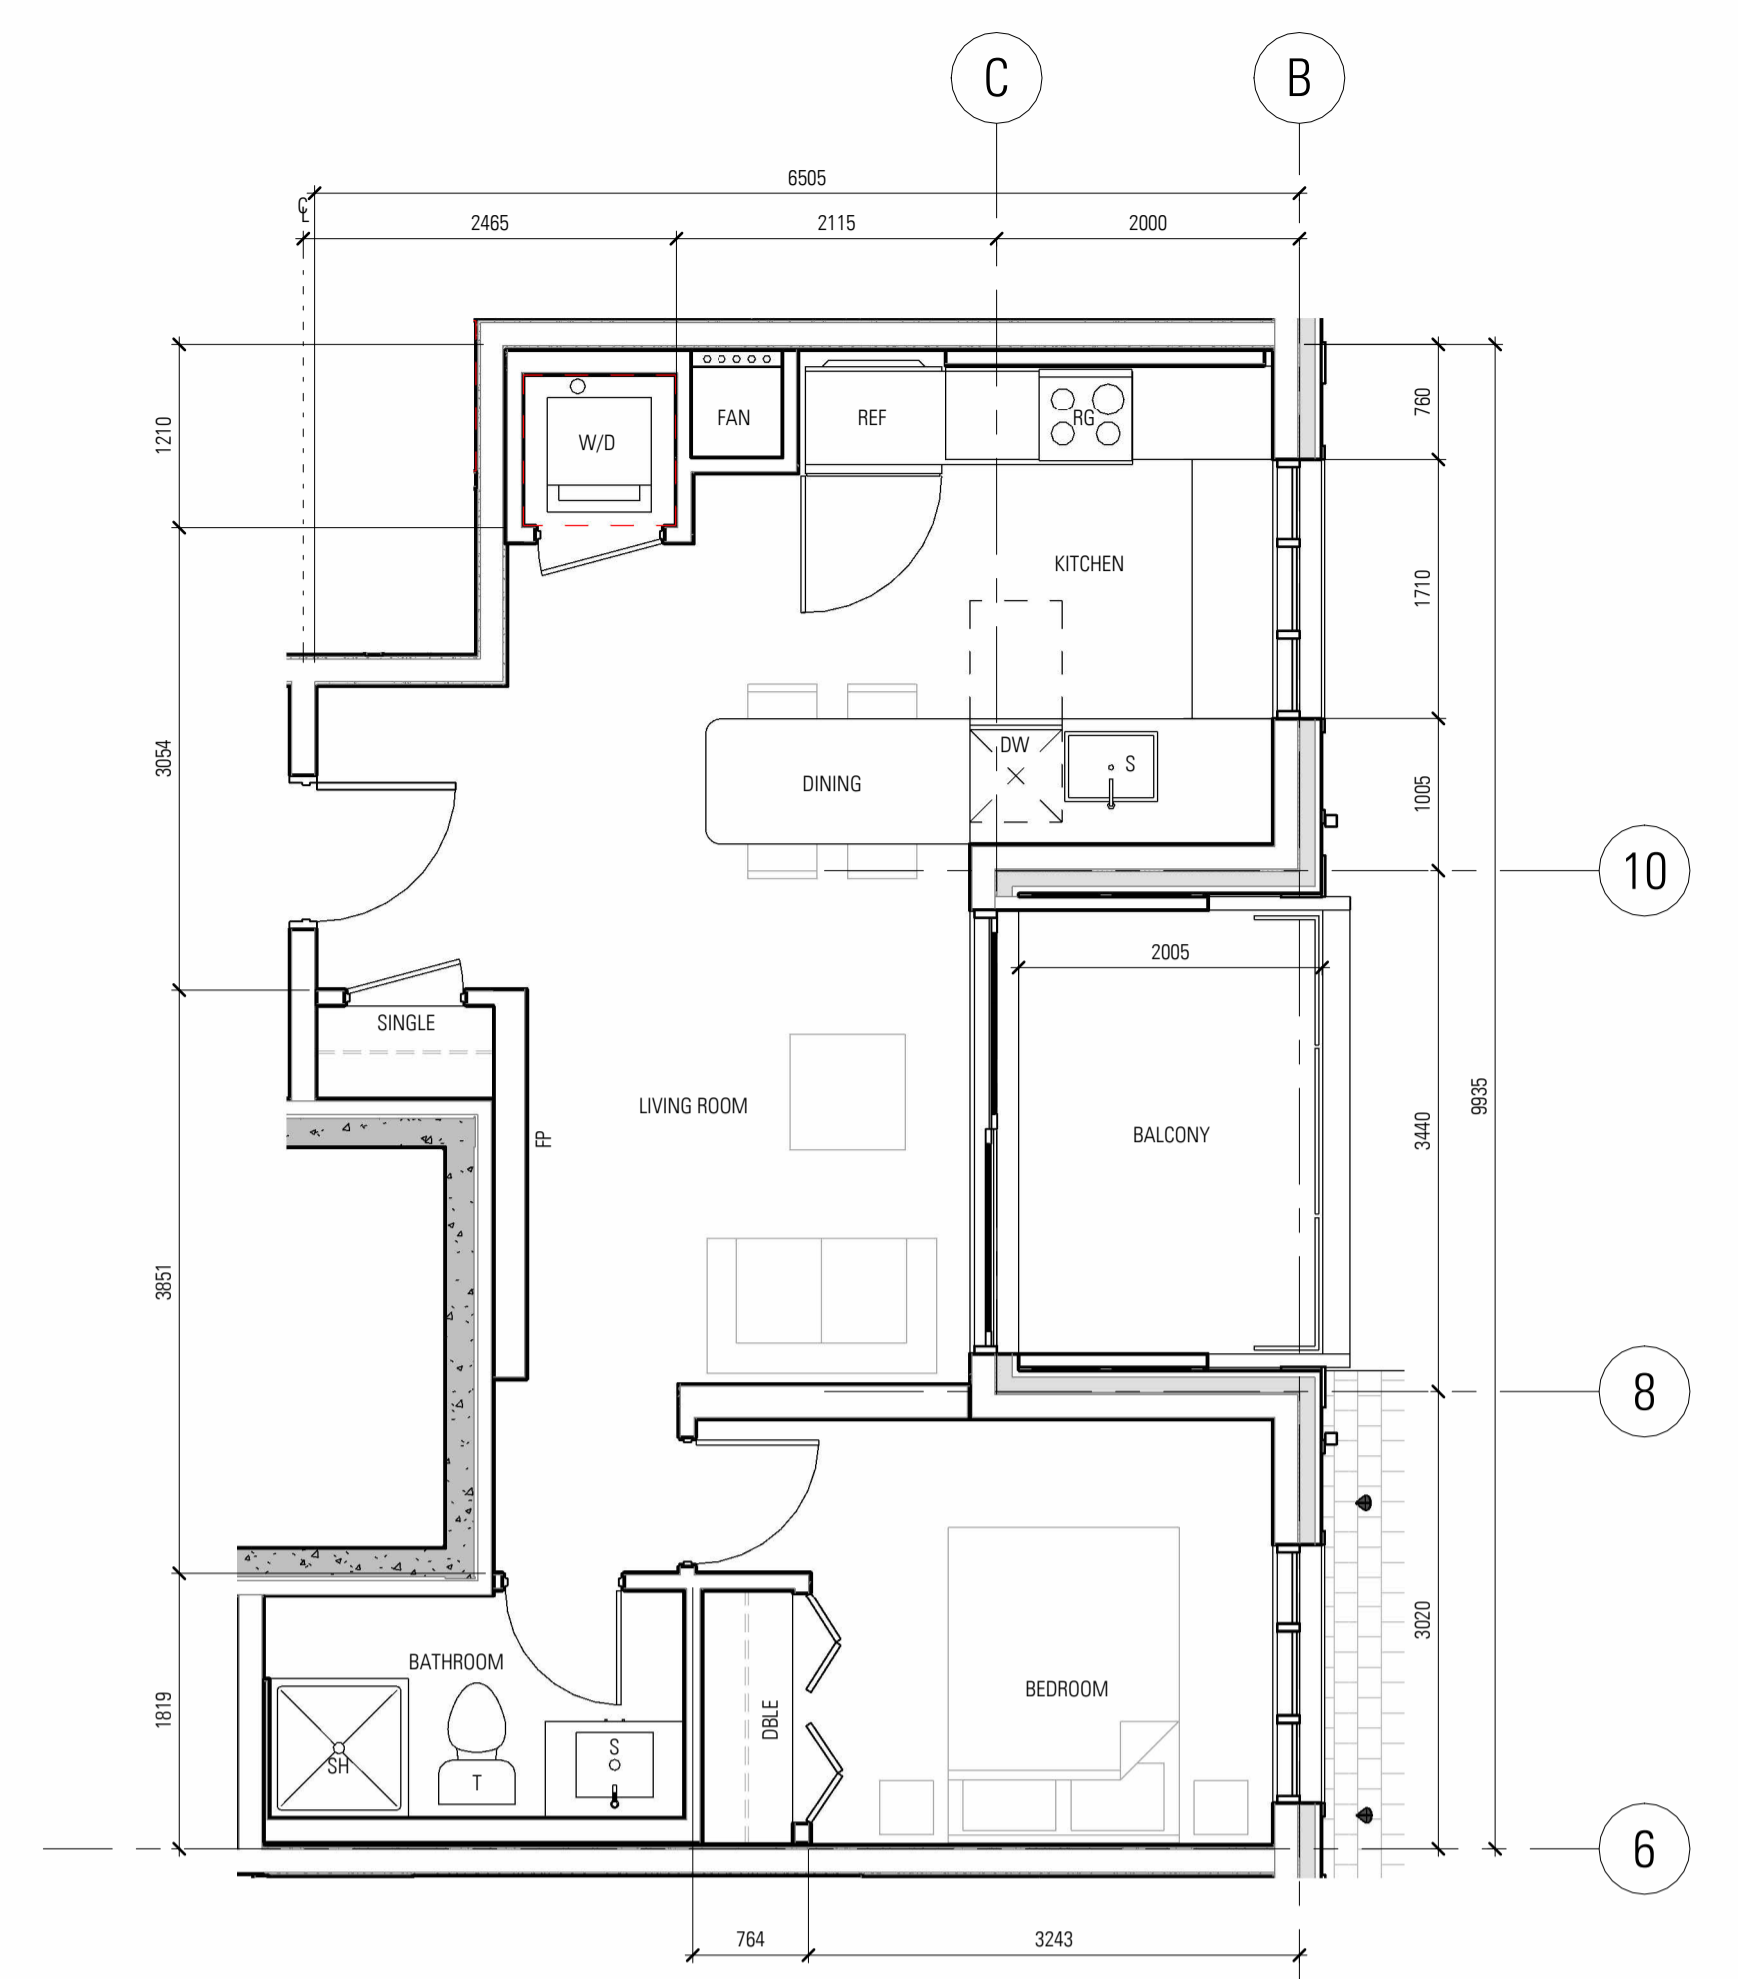 C
B
6505
CL
2465
2115
2000
1210
760
FAN
REF
RG
W/D
KITCHEN
1710
3054
DW
S
DINING
1005
10
2005
SINGLE
LIVING ROOM
FP
BALCONY
3440
9935
3851
8
3020
BATHROOM
BEDROOM
1819
DBLE
S
SH
T
6
764
3243